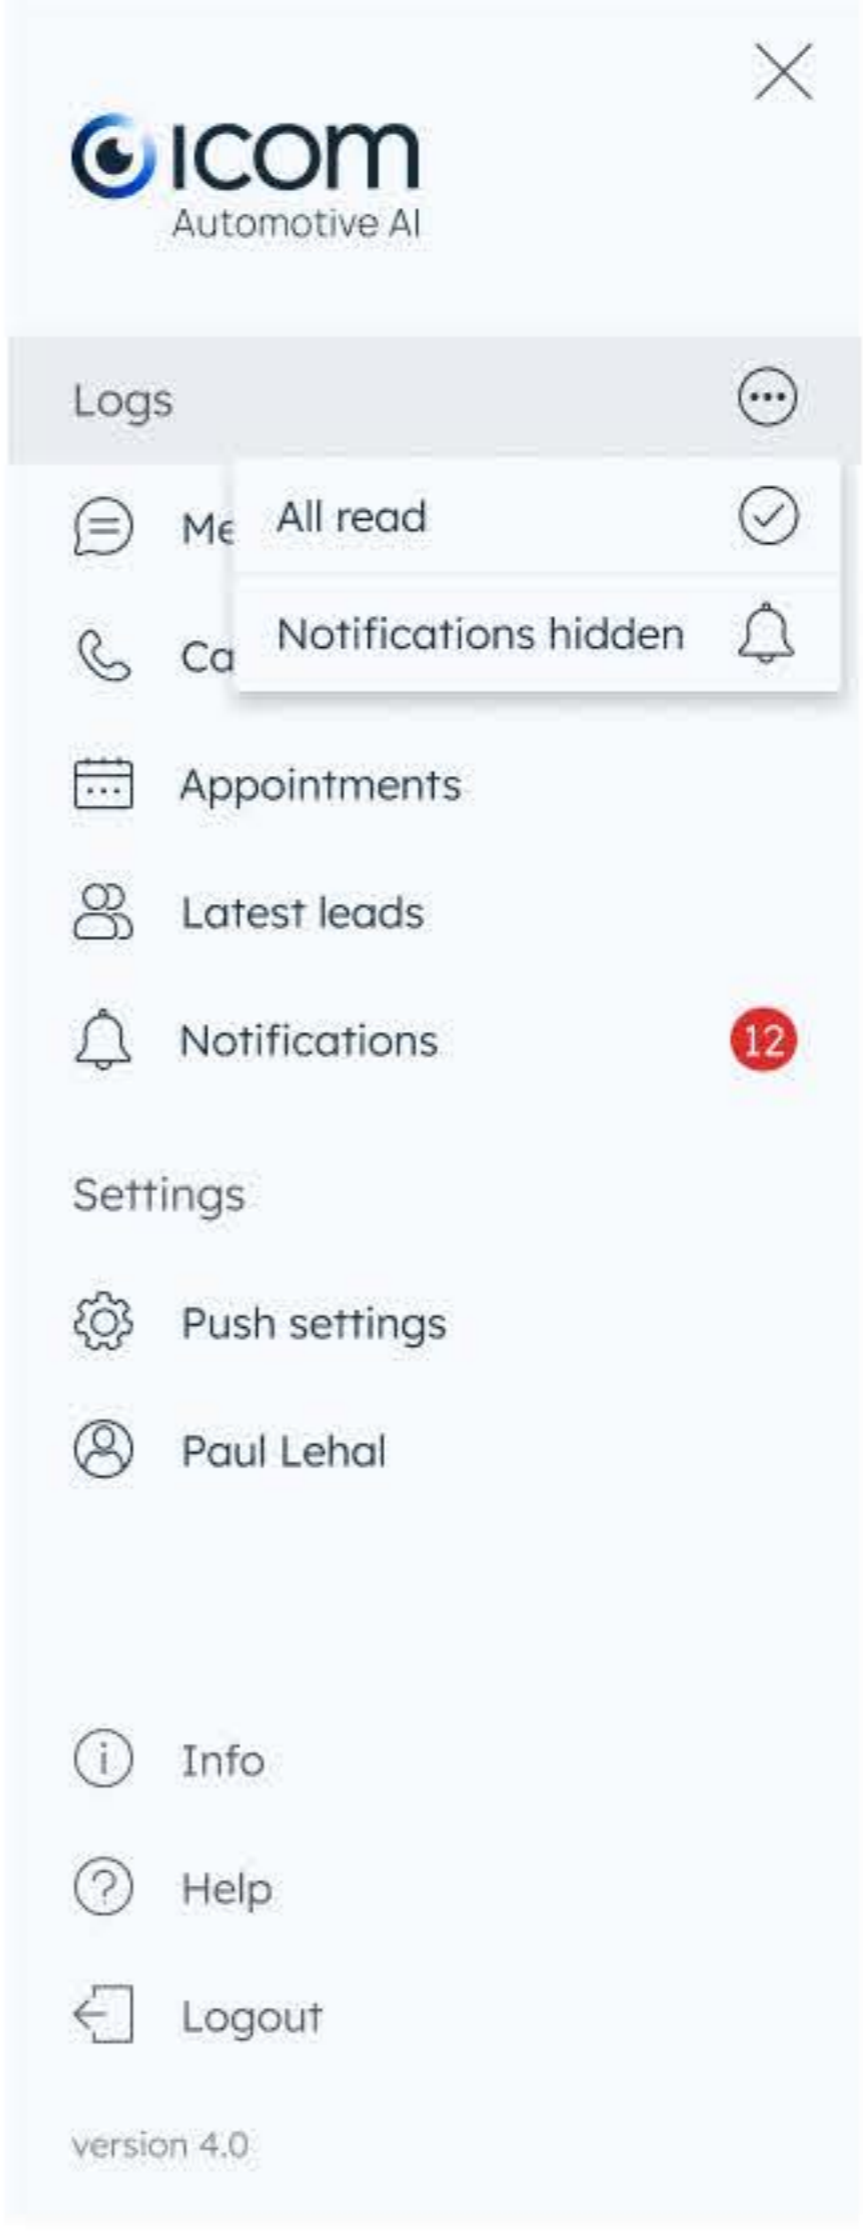 icom
Automotive AI
Logs
All read
Me
Notifications hidden
Ca
Appointments
Latest leads
Notifications 12
Settings
Push settings
Paul Lehal
Info
Help
Logout
version 4.0